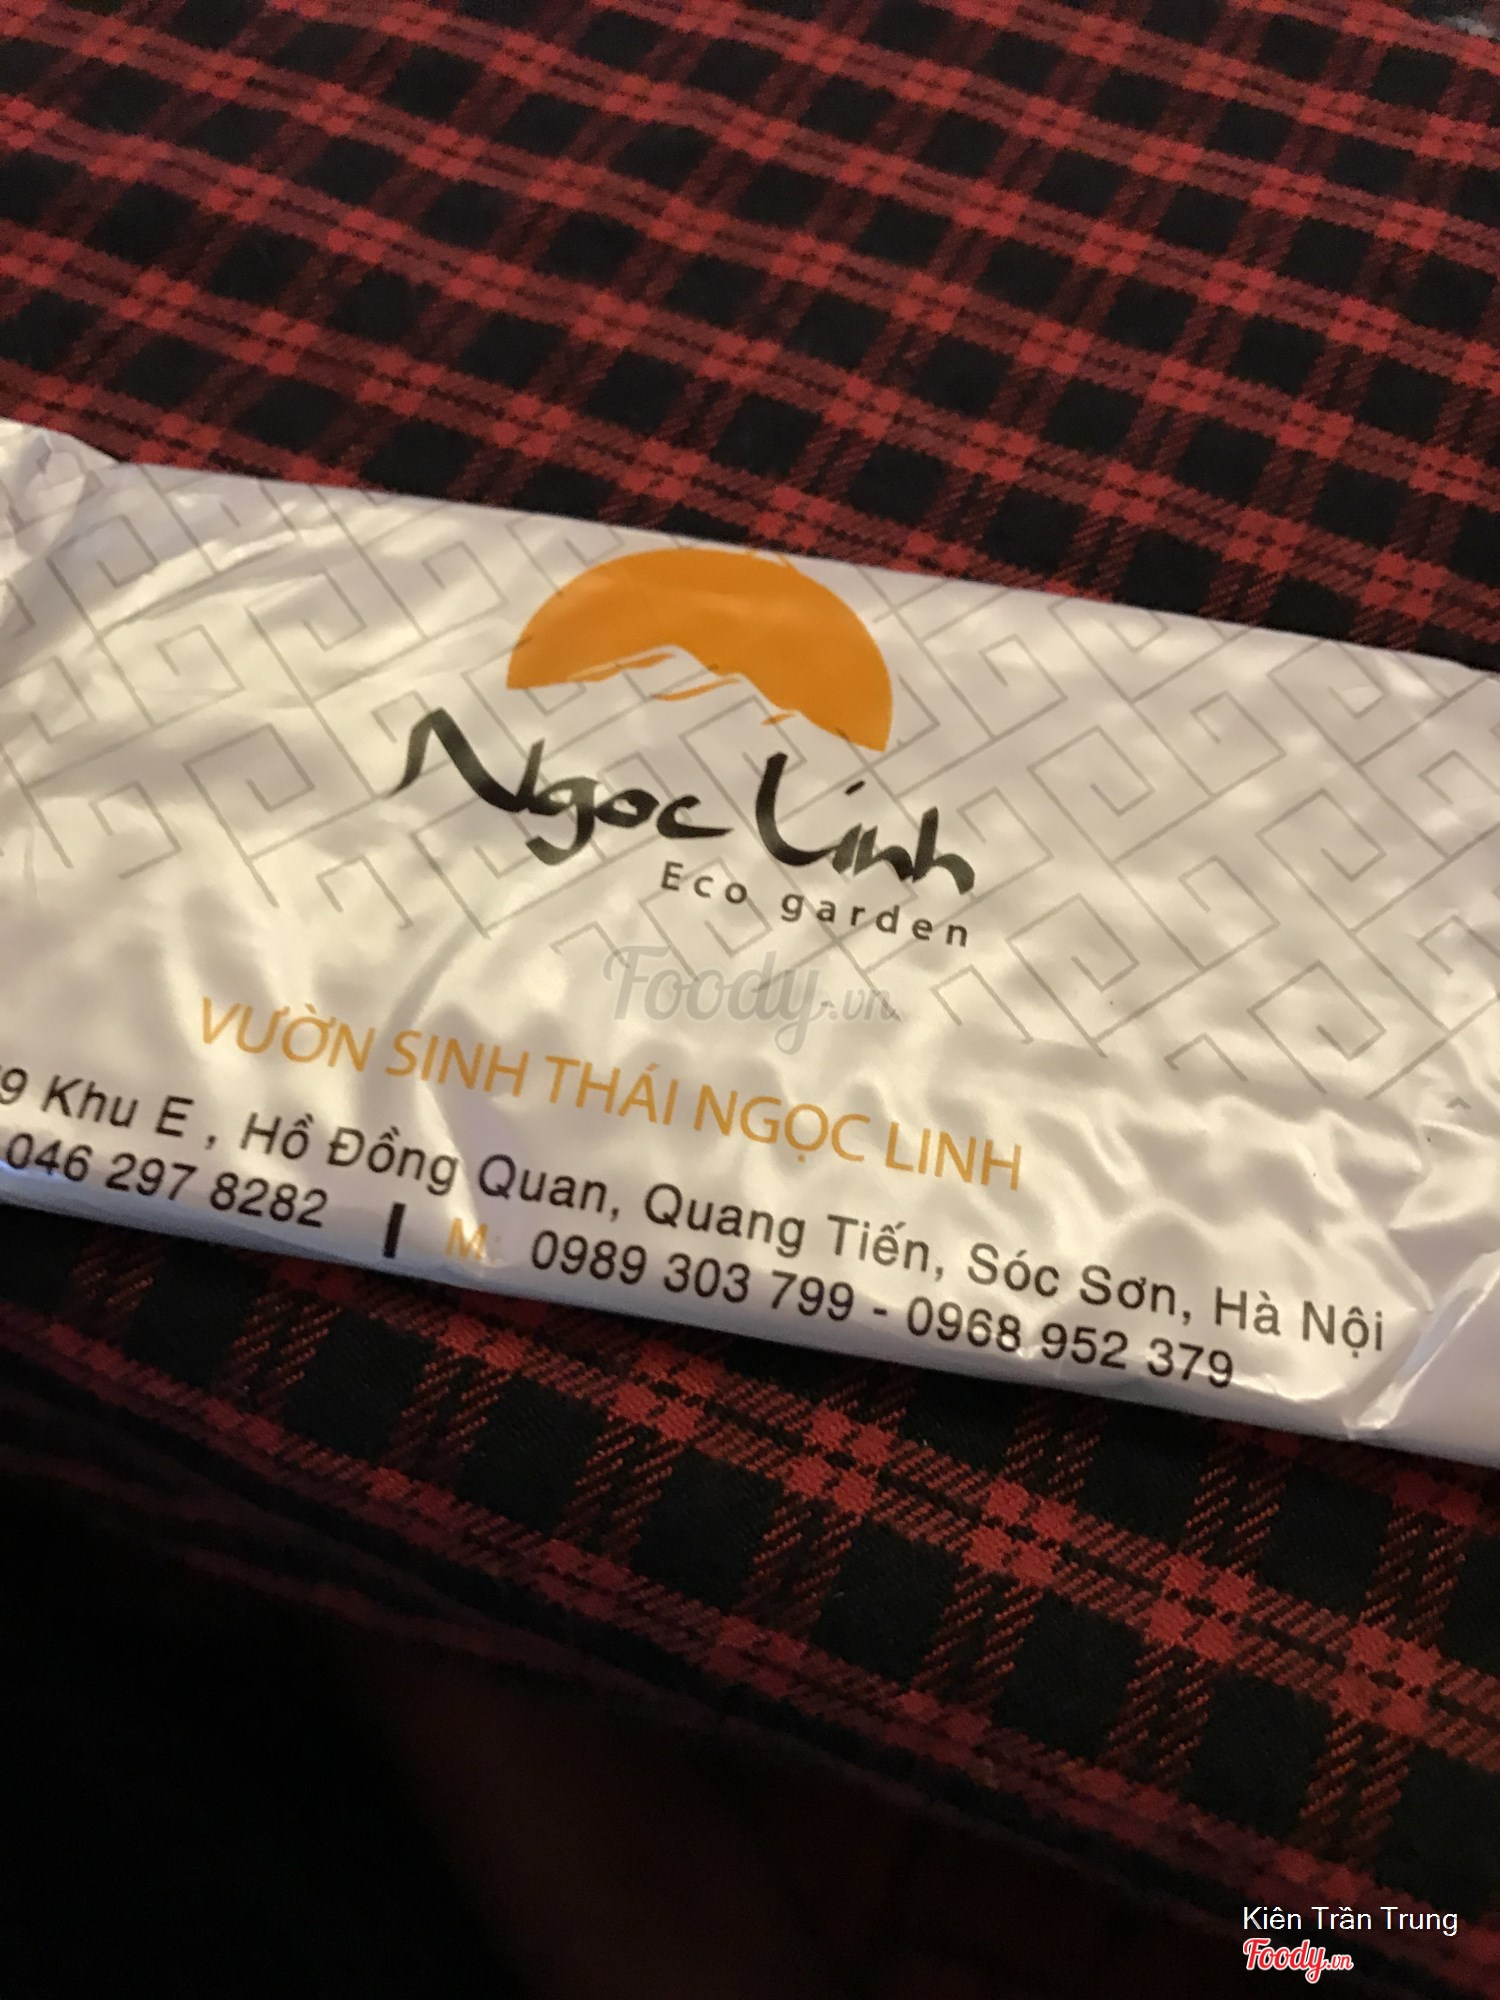 Ngọc Linh
Eco garden
Foody.vn
VƯỜN SINH THÁI NGỌC LINH
9 Khu E , Hồ Đồng Quan, Quang Tiến, Sóc Sơn, Hà Nội
046 297 8282 | M: 0989 303 799 - 0968 952 379
Kiên Trần Trung
Foody.vn